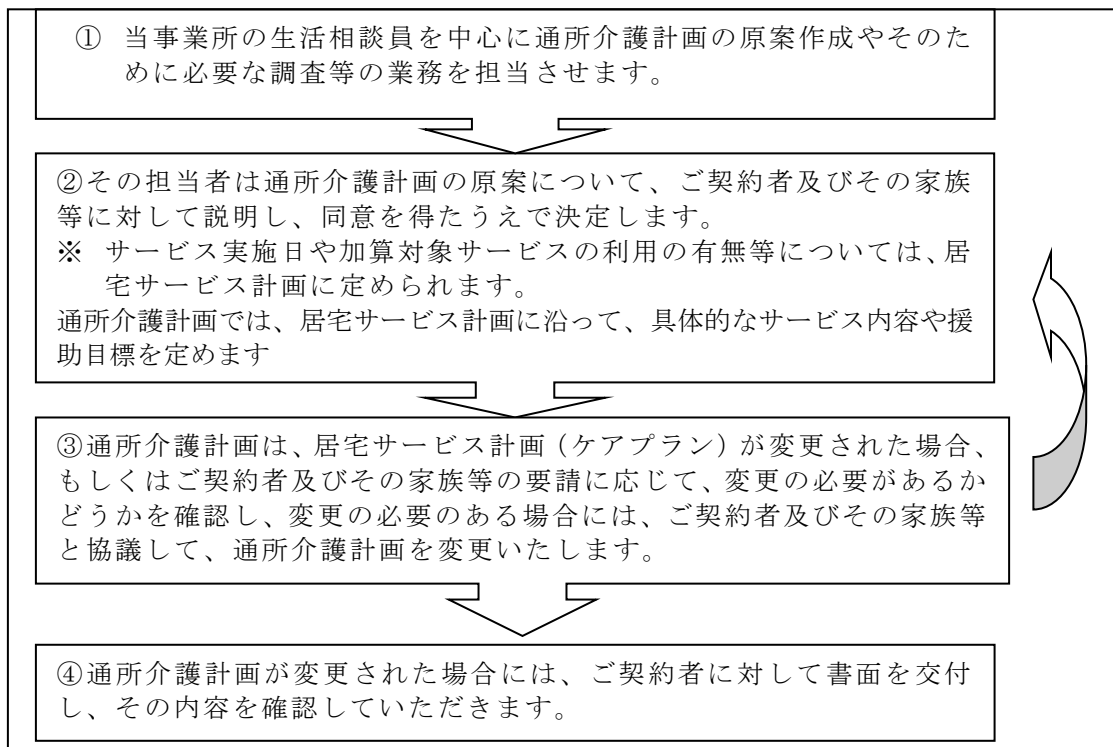 ① 当事業所の生活相談員を中心に通所介護計画の原案作成やそのた
めに必要な調査等の業務を担当させます。
②その担当者は通所介護計画の原案について、ご契約者及びその家族
等に対して説明し、同意を得たうえで決定します。
※ サービス実施日や加算対象サービスの利用の有無等については、居
宅サービス計画に定められます。
通所介護計画では、居宅サービス計画に沿って、具体的なサービス内容や援
助目標を定めます
③通所介護計画は、居宅サービス計画（ケアプラン）が変更された場合、
もしくはご契約者及びその家族等の要請に応じて、変更の必要があるか
どうかを確認し、変更の必要のある場合には、ご契約者及びその家族等
と協議して、通所介護計画を変更いたします。
④通所介護計画が変更された場合には、ご契約者に対して書面を交付
し、その内容を確認していただきます。